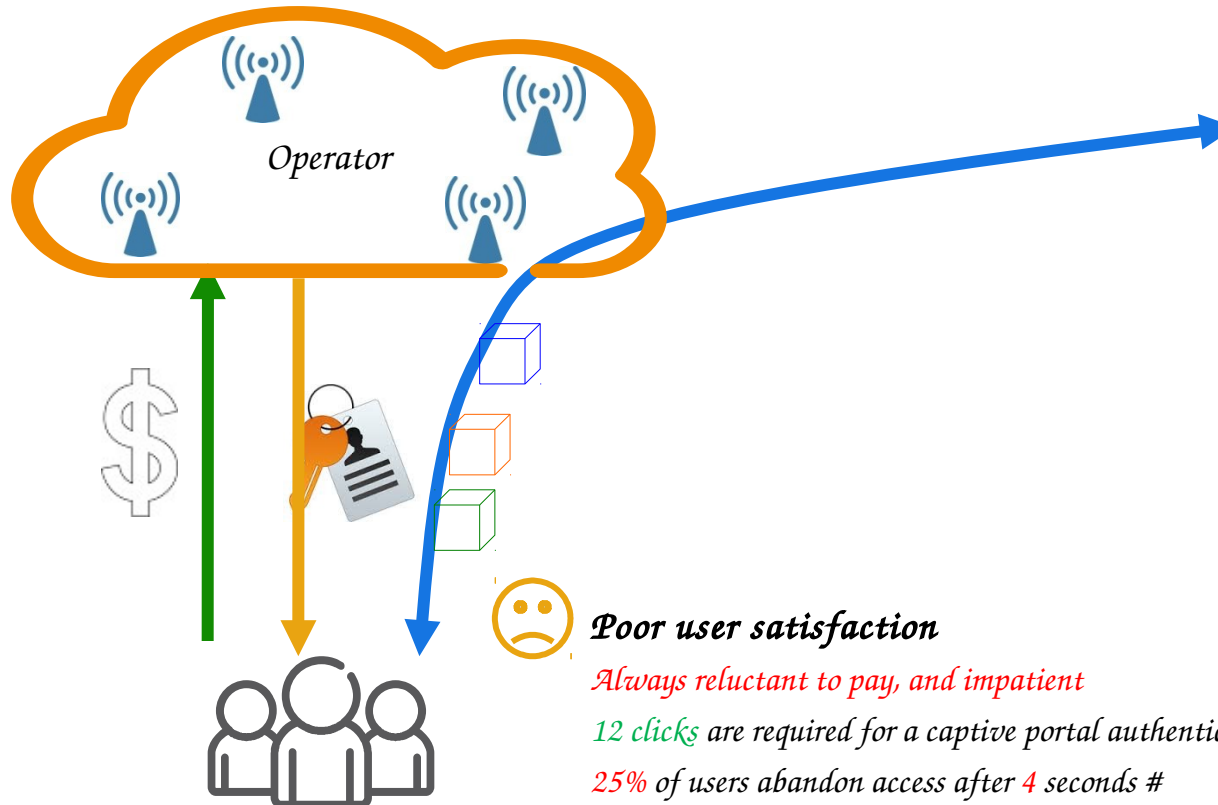 Operator
Poor user satisfaction
Always reluctant to pay, and impatient
12 clicks are required for a captive portal
25% of users abandon access after 4 seconds #